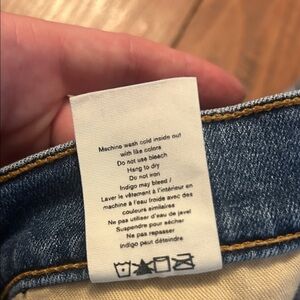 Machine wash cold inside out
with like colors
Do not use bleach
Hang to dry
Do not iron
Indigo may bleed /
Laver le vêtement à l'intérieur en
machine à l'eau froide avec des
couleurs similaires
Ne pas utiliser d'eau de javel
Suspendre pour sécher
Ne pas repasser
indigo peut déteindre